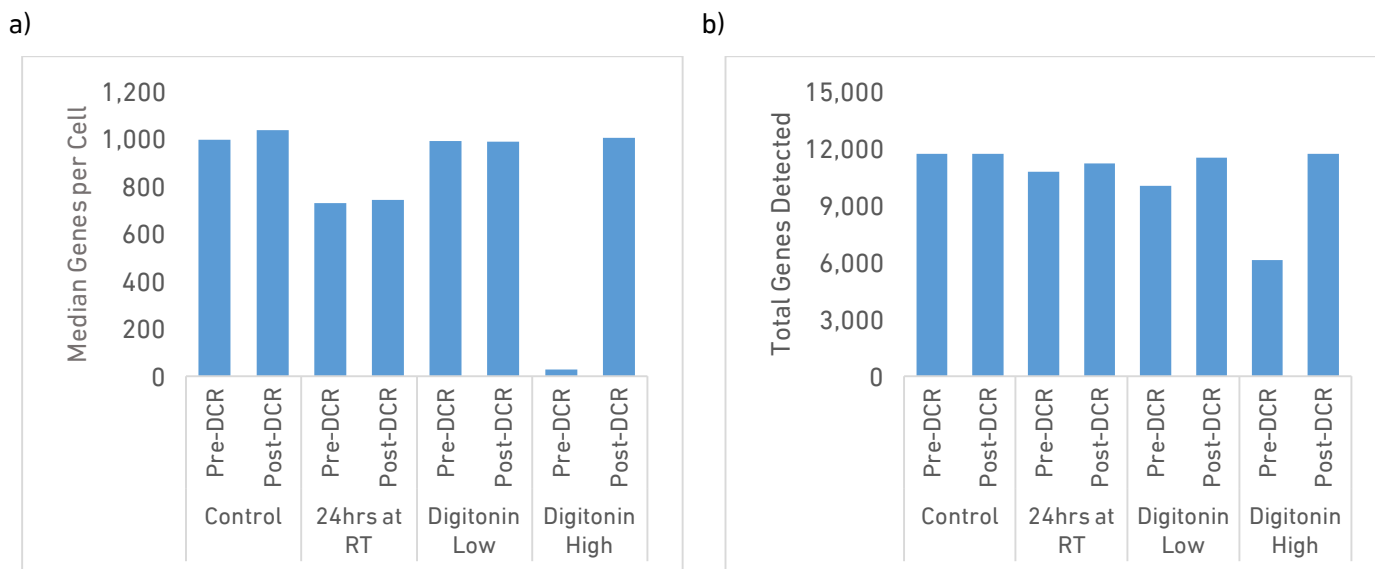 a)
Median Genes per Cell
1,200
1,000
800
600
400
200
0
Pre-DCR
Post-DCR
Pre-DCR
Post-DCR
Pre-DCR
Post-DCR
Pre-DCR
Post-DCR
Control
24hrs at
RT
Digitonin
Low
Digitonin
High
b)
Total Genes Detected
15,000
12,000
9,000
6,000
3,000
0
Pre-DCR
Post-DCR
Pre-DCR
Post-DCR
Pre-DCR
Post-DCR
Pre-DCR
Post-DCR
Control
24hrs at
RT
Digitonin
Low
Digitonin
High